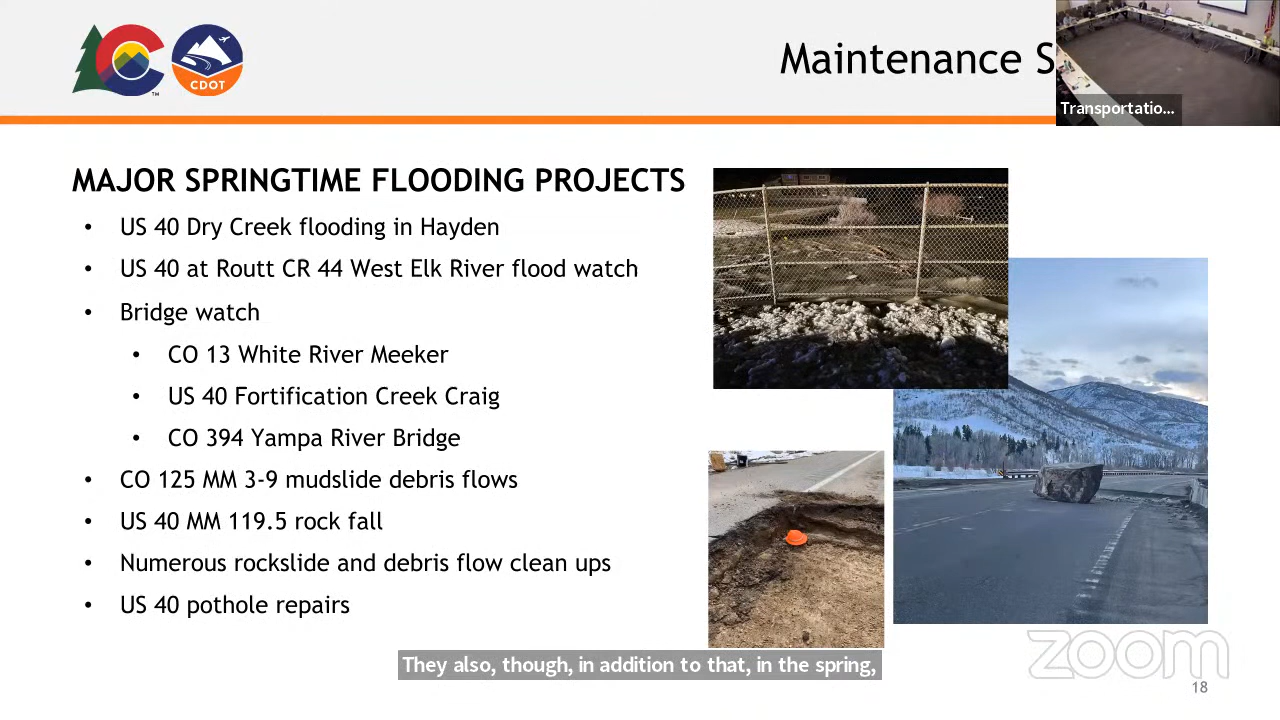 CDOT
TM
Maintenance S
Transportatio...
MAJOR SPRINGTIME FLOODING PROJECTS
• US 40 Dry Creek flooding in Hayden
• US 40 at Routt CR 44 West Elk River flood watch
• Bridge watch
• CO 13 White River Meeker
• US 40 Fortification Creek Craig
• CO 394 Yampa River Bridge
• CO 125 MM 3-9 mudslide debris flows
• US 40 MM 119.5 rock fall
• Numerous rockslide and debris flow clean ups
• US 40 pothole repairs
They also, though, in addition to that, in the spring,
zoom
18